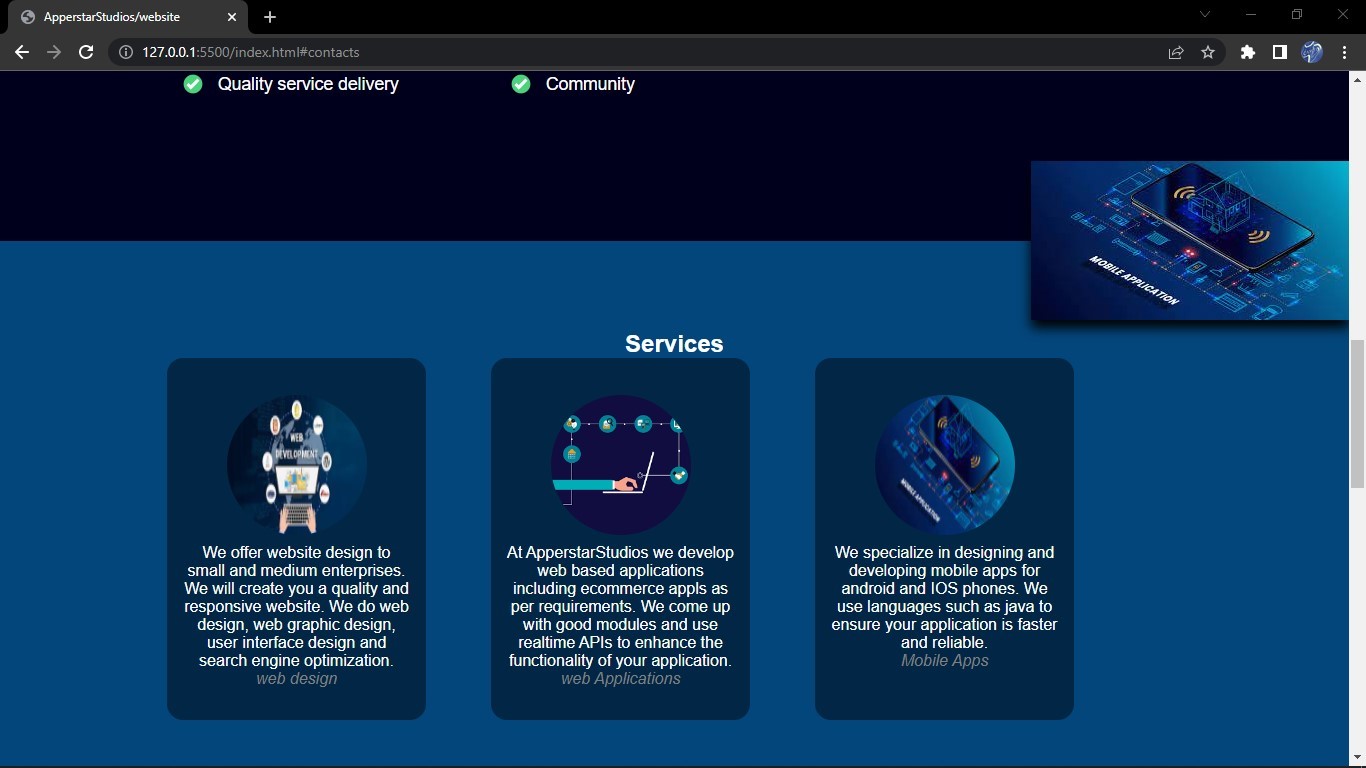 ApperstarStudios/website
127.0.0.1:5500/index.html#contacts
Quality service delivery
Community
MOBILE APPLICATION
Services
WEB
DEVELOPMENT
MOBILE APPLICATION
We offer website design to
small and medium enterprises.
We will create you a quality and
responsive website. We do web
design, web graphic design,
user interface design and
search engine optimization.
web design
At ApperstarStudios we develop
web based applications
including ecommerce appls as
per requirements. We come up
with good modules and use
realtime APIs to enhance the
functionality of your application.
web Applications
We specialize in designing and
developing mobile apps for
android and IOS phones. We
use languages such as java to
ensure your application is faster
and reliable.
Mobile Apps